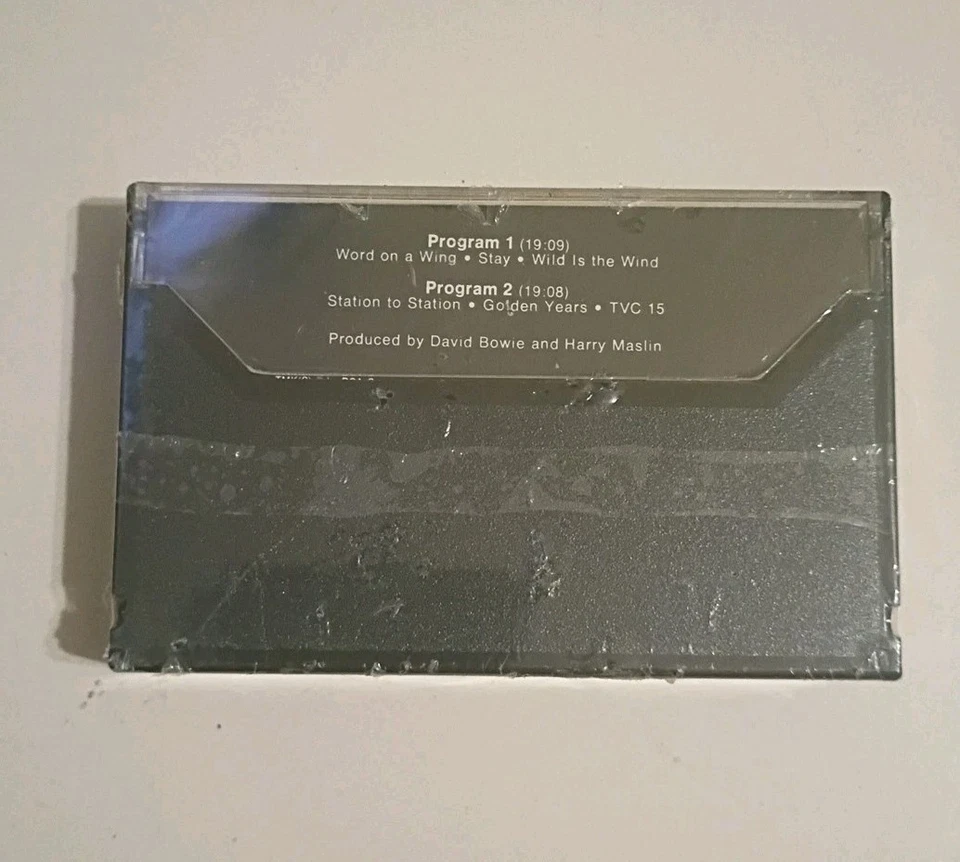 Program 1 (19:09)
Word on a Wing • Stay • Wild Is the Wind
Program 2 (19:08)
Station to Station • Golden Years • TVC 15
Produced by David Bowie and Harry Maslin